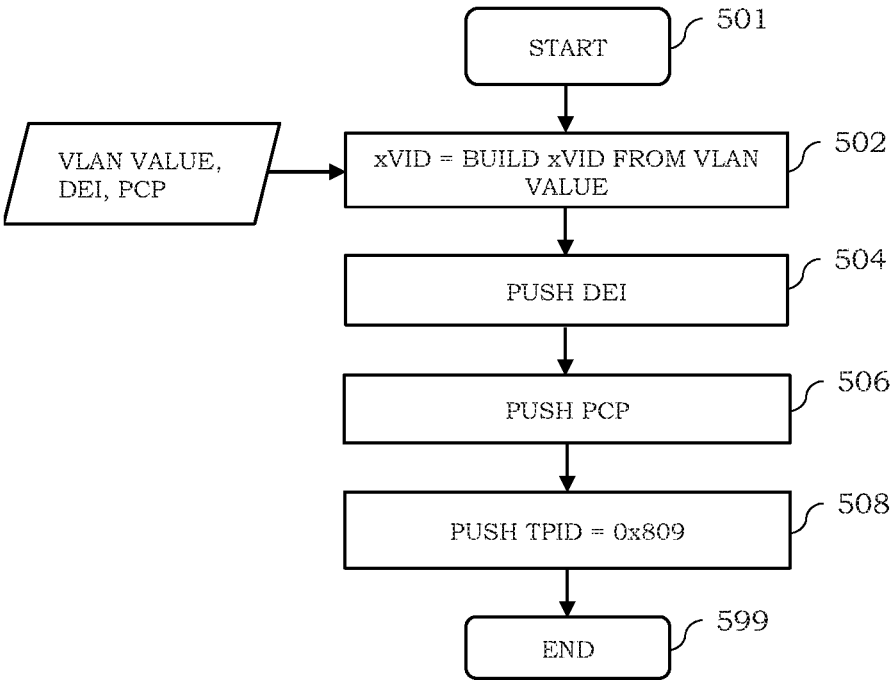 START
501
VLAN VALUE,
DEI, PCP
xVID = BUILD xVID FROM VLAN
VALUE
502
PUSH DEI
504
PUSH PCP
506
PUSH TPID = 0x809
508
END
599